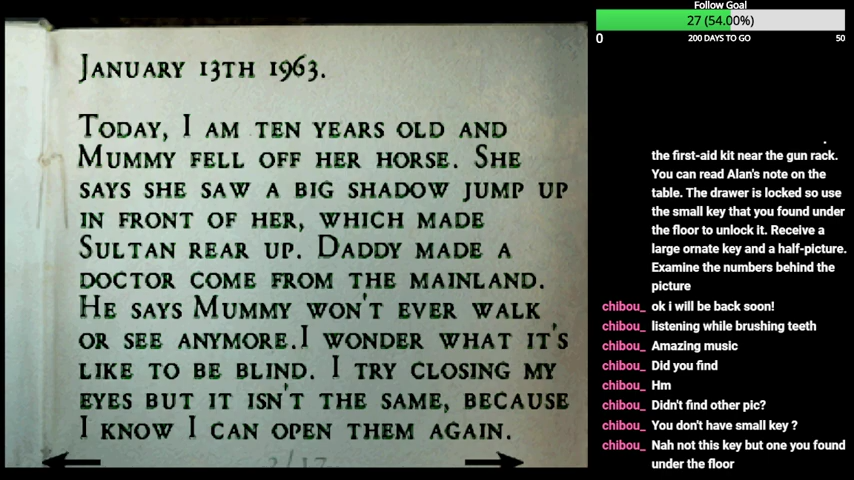 January 13th 1963.
Today, I am ten years old and
Mummy fell off her horse. She
says she saw a big shadow jump up
in front of her, which made
Sultan rear up. Daddy made a
doctor come from the mainland.
He says Mummy won't ever walk
or see anymore.I wonder what it's
like to be blind. I try closing my
eyes but it isn't the same, because
I know I can open them again.
2/17
Follow Goal
27 (54.00%)
0 200 DAYS TO GO 50
the first-aid kit near the gun rack.
You can read Alan's note on the
table. The drawer is locked so use
the small key that you found under
the floor to unlock it. Receive a
large ornate key and a half-picture.
Examine the numbers behind the
picture
chibou_ ok i will be back soon!
chibou_ listening while brushing teeth
chibou_ Amazing music
chibou_ Did you find
chibou_ Hm
chibou_ Didn't find other pic?
chibou_ You don't have small key ?
chibou_ Nah not this key but one you found
under the floor